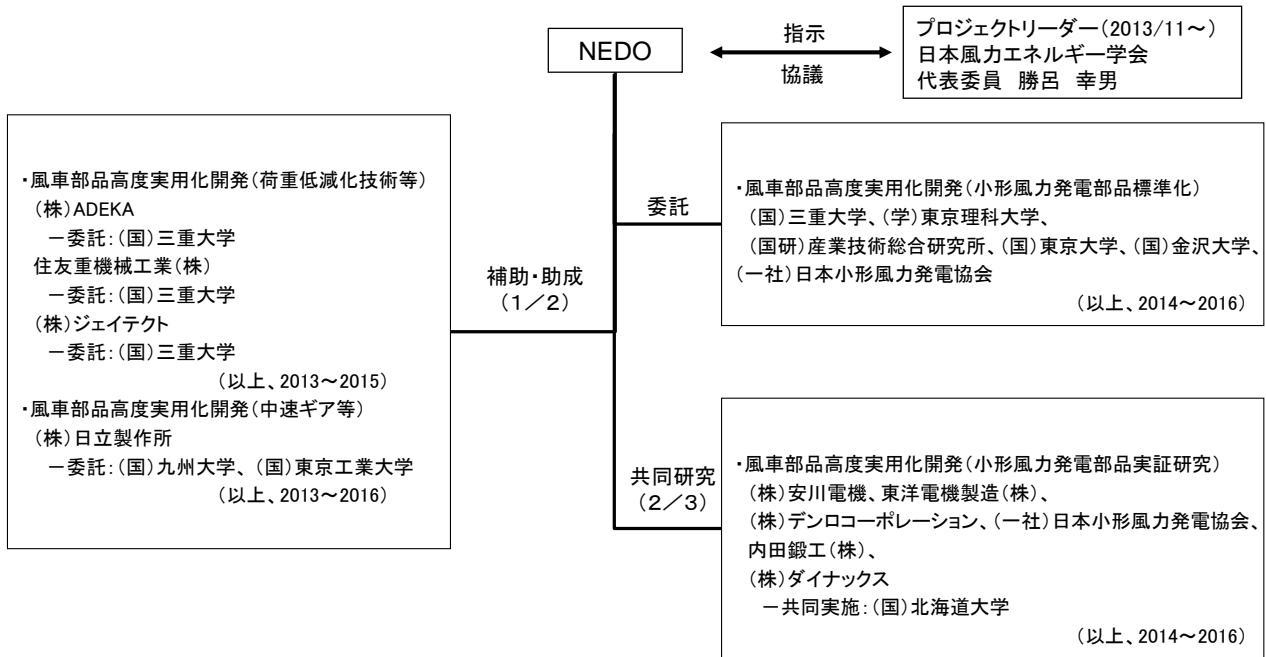 NEDO
指示
協議
プロジェクトリーダー(2013/11～)
日本風力エネルギー学会
代表委員 勝呂 幸男
・風車部品高度実用化開発(荷重低減化技術等)
(株)ADEKA
－委託:(国)三重大学
住友重機械工業(株)
－委託:(国)三重大学
(株)ジェイテクト
－委託:(国)三重大学
(以上、2013～2015)
・風車部品高度実用化開発(中速ギア等)
(株)日立製作所
－委託:(国)九州大学、(国)東京工業大学
(以上、2013～2016)
補助・助成
(1/2)
委託
・風車部品高度実用化開発(小形風力発電部品標準化)
(国)三重大学、(学)東京理科大学、
(国研)産業技術総合研究所、(国)東京大学、(国)金沢大学、
(一社)日本小形風力発電協会
(以上、2014～2016)
共同研究
(2/3)
・風車部品高度実用化開発(小形風力発電部品実証研究)
(株)安川電機、東洋電機製造(株)、
(株)デンロコーポレーション、(一社)日本小形風力発電協会、
内田鍛工(株)、
(株)ダイナックス
－共同実施:(国)北海道大学
(以上、2014～2016)